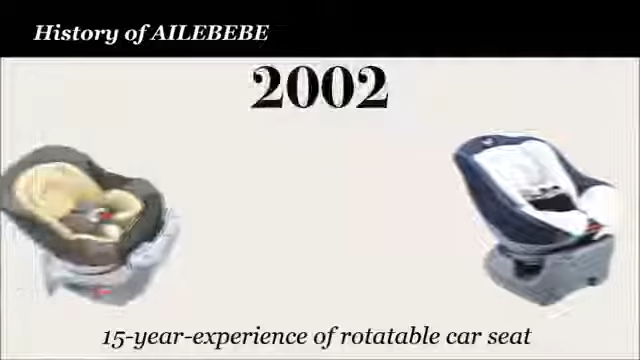 History of AILEBEBE
2002
15-year-experience of rotatable car seat